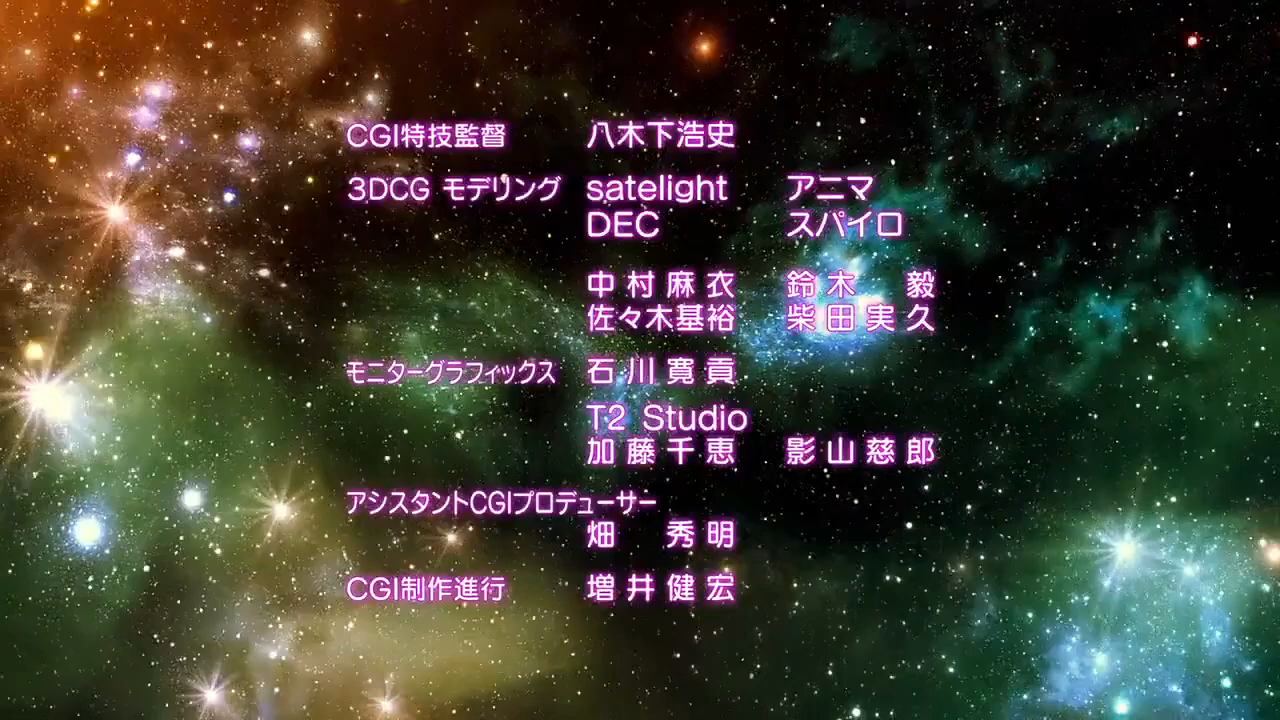 CGI特技監督 八木下浩史
3DCG モデリング satelight アニマ
DEC スパイロ
中村麻衣 鈴木 毅
佐々木基裕 柴田実久
モニターグラフィックス 石川寛貢
T2 Studio
加藤千恵 影山慈郎
アシスタントCGIプロデューサー
畑 秀明
CGI制作進行 増井健宏